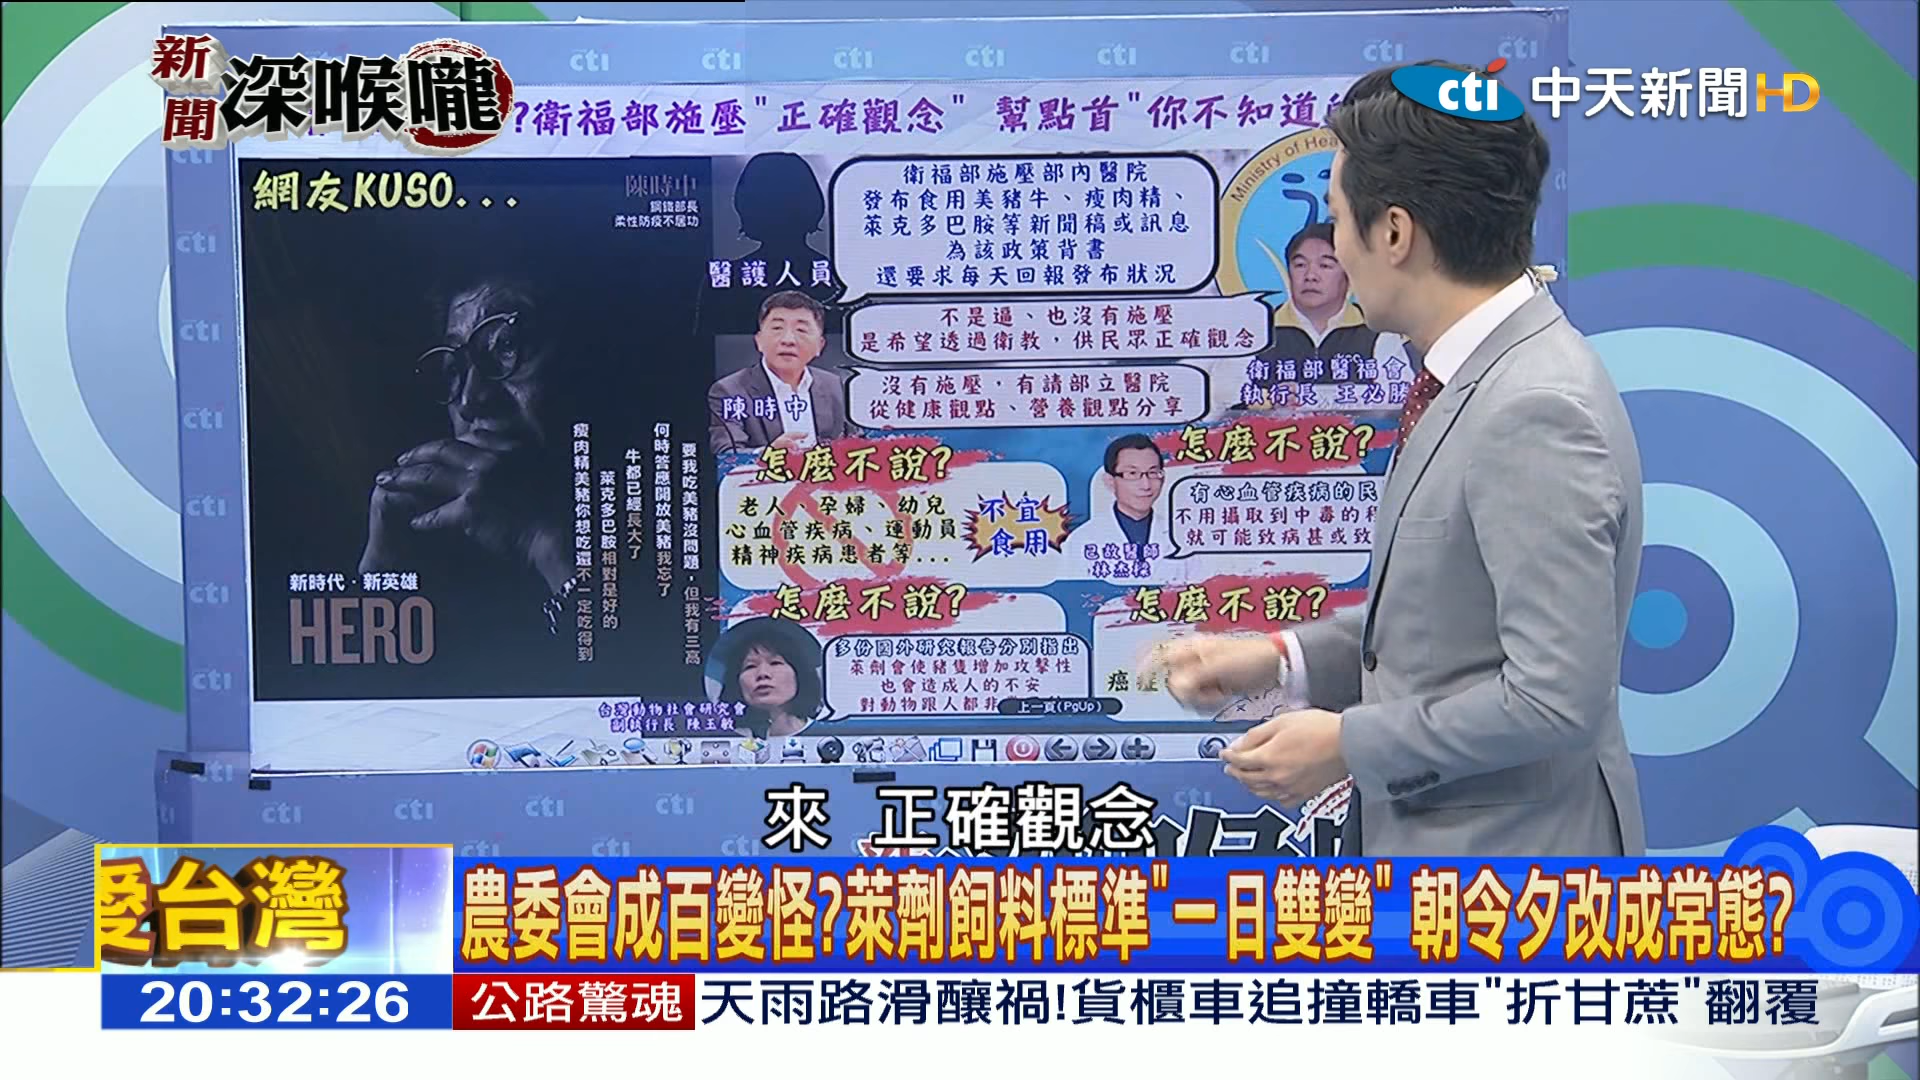 新聞
深喉嚨
cti 中天新聞HD
?衛福部施壓"正確觀念" 幫點首"你不知道
網友KUSO...
陳時中
鋼鐵部長
柔性防疫不居功
要我吃美豬沒問題，但我有三高
何時答應開放美豬我忘了
牛都已經長大了
萊克多巴胺相對是好的
瘦肉精美豬你想吃還不一定吃得到
新時代．新英雄
HERO
醫護人員
衛福部施壓部內醫院
發布食用美豬牛、瘦肉精、
萊克多巴胺等新聞稿或訊息
為該政策背書
還要求每天回報發布狀況
Ministry of Hea
陳時中
不是逼、也沒有施壓
是希望透過衛教，供民眾正確觀念
沒有施壓，有請部立醫院
從健康觀點、營養觀點分享
衛福部醫福會
執行長 王必勝
怎麼不說?
老人、孕婦、幼兒
心血管疾病、運動員
精神疾病患者等...
不宜
食用
怎麼不說?
有心血管疾病的民
不用攝取到中毒的程
就可能致病甚或致
已故醫師
林杰樑
怎麼不說?
多份國外研究報告分別指出
萊劑會使豬隻增加攻擊性
也會造成人的不安
對動物跟人都非
台灣動物社會研究會
副執行長 陳玉敏
怎麼不說?
癌症
上一頁(PgUp)
來 正確觀念
愛台灣
農委會成百變怪?萊劑飼料標準"一日雙變" 朝令夕改成常態?
20:32:26
公路驚魂
天雨路滑釀禍!貨櫃車追撞轎車"折甘蔗"翻覆